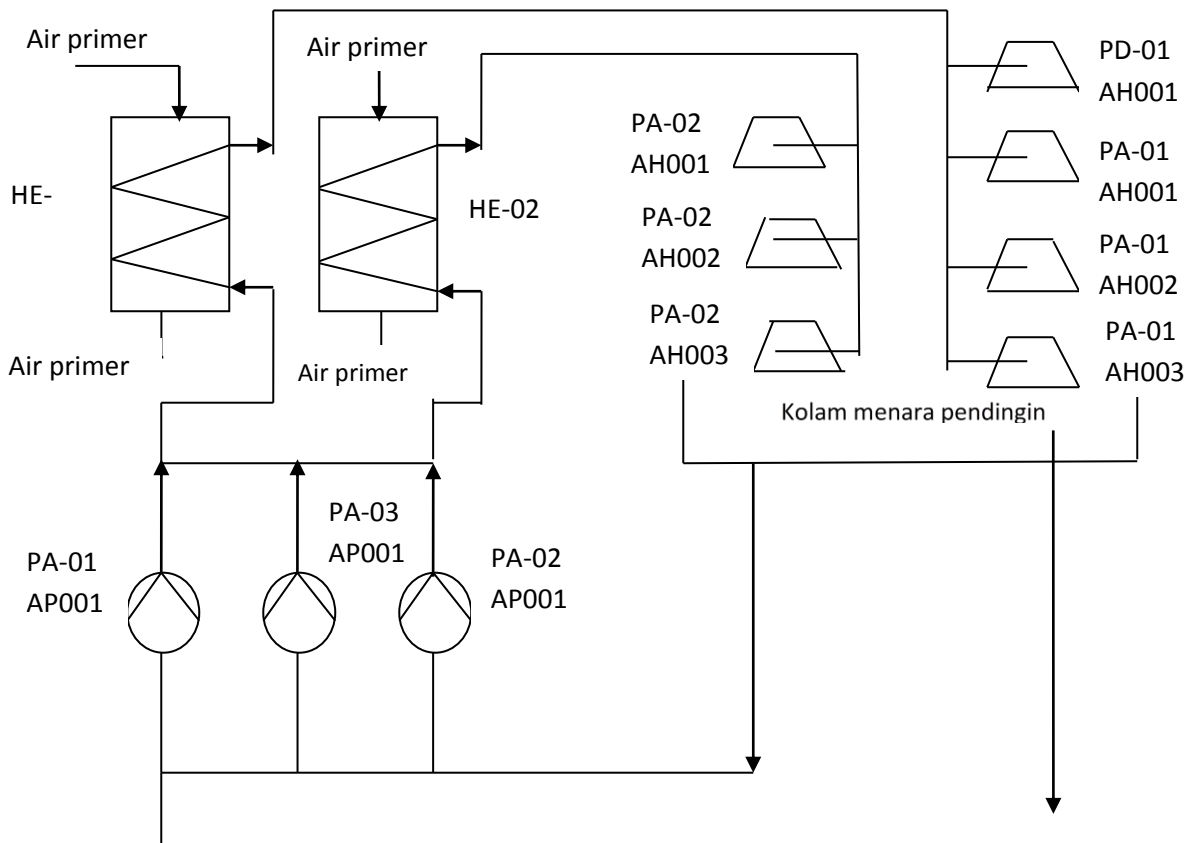 Air primer
Air primer
PD-01
AH001
PA-02
AH001
PA-01
AH001
HE-
HE-02
PA-02
AH002
PA-01
AH002
PA-02
AH003
PA-01
AH003
Air primer
Air primer
Kolam menara pendingin
PA-03
AP001
PA-01
AP001
PA-02
AP001